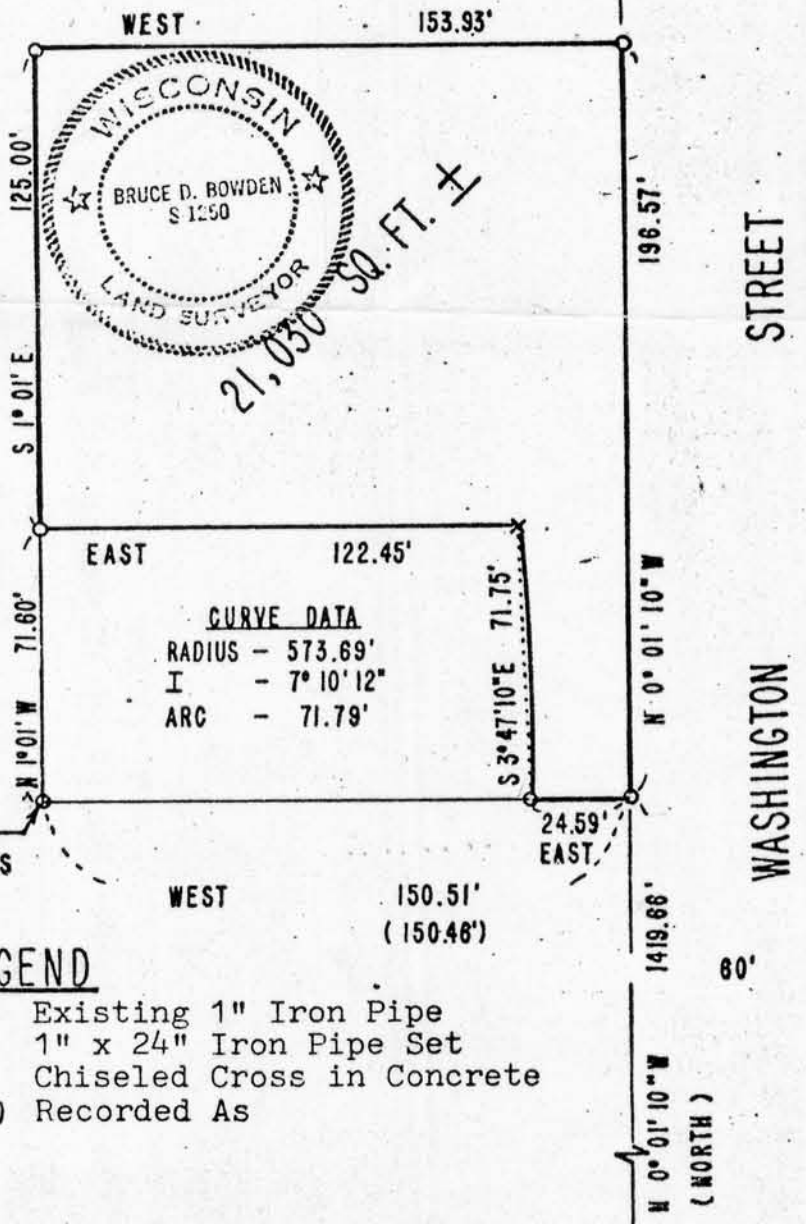 WEST 153.93'
125.00'
S 1° 01' E
WISCONSIN
BRUCE D. BOWDEN
S-1250
LAND SURVEYOR
21,030 SQ. FT. ±
196.57'
STREET
EAST 122.45'
71.60'
N 1° 01' W
CURVE DATA
RADIUS – 573.69'
I – 7° 10' 12"
ARC – 71.79'
S 3° 47' 10" E 71.75'
N 0° 01' 10" W
WASHINGTON
24.59'
EAST
S
WEST 150.51'
(150.46')
1419.66'
60'
GEND
Existing 1" Iron Pipe
1" x 24" Iron Pipe Set
Chiseled Cross in Concrete
) Recorded As
N 0° 01' 10" W
(NORTH)